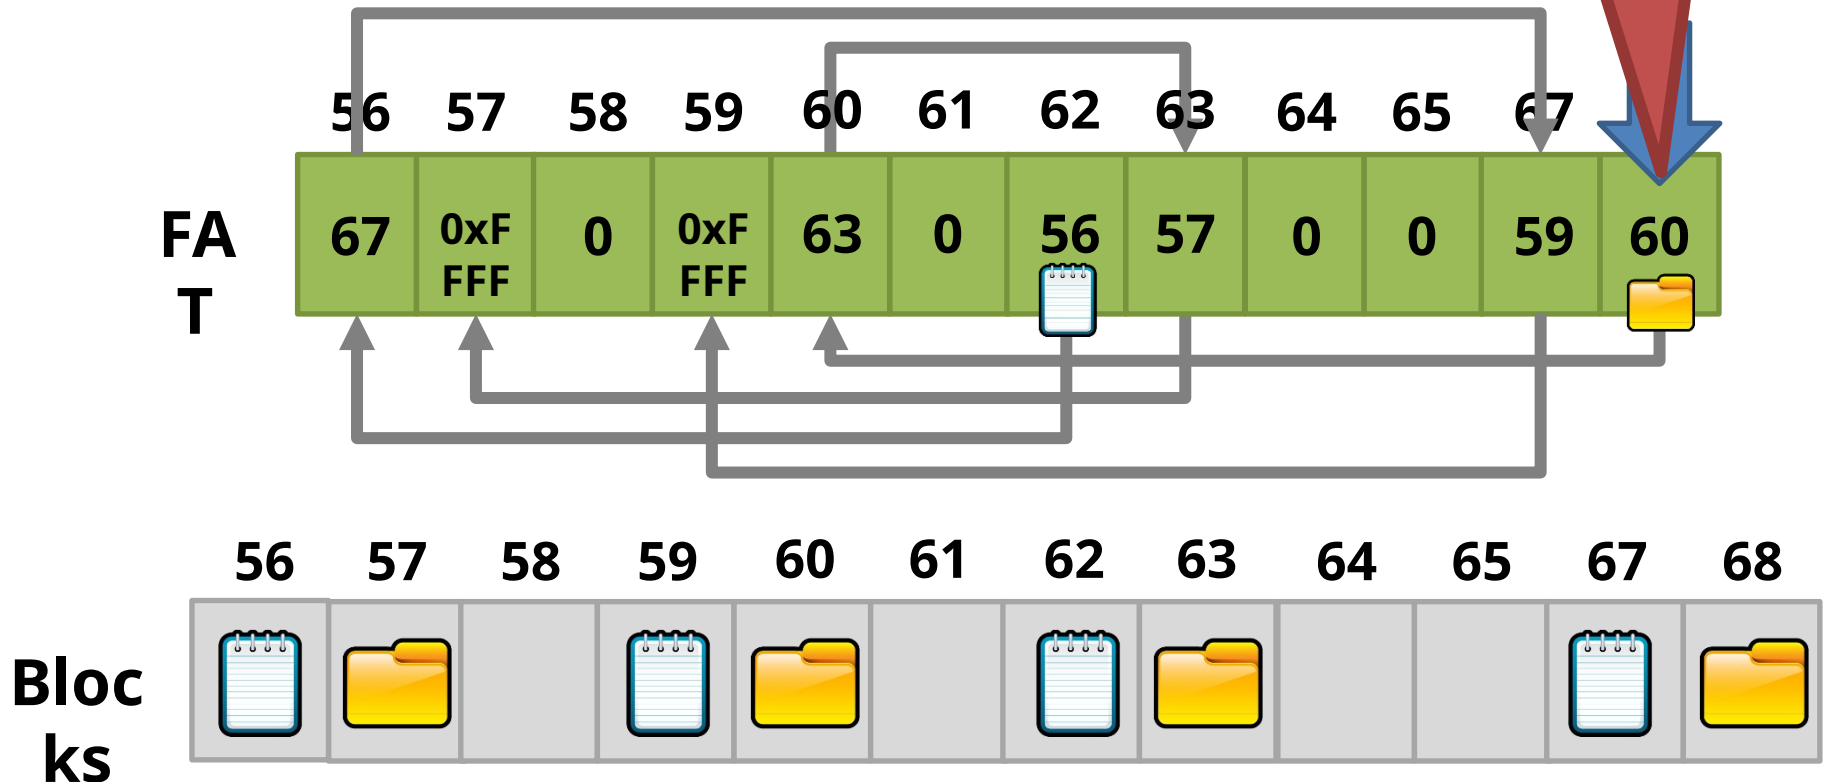 56 57 58 59 60 61 62 63 64 65 67
FA
T
67 0xF 0 0xF 63 0 56 57 0 0 59 60
FFF FFF
56 57 58 59 60 61 62 63 64 65 67 68
Bloc
ks